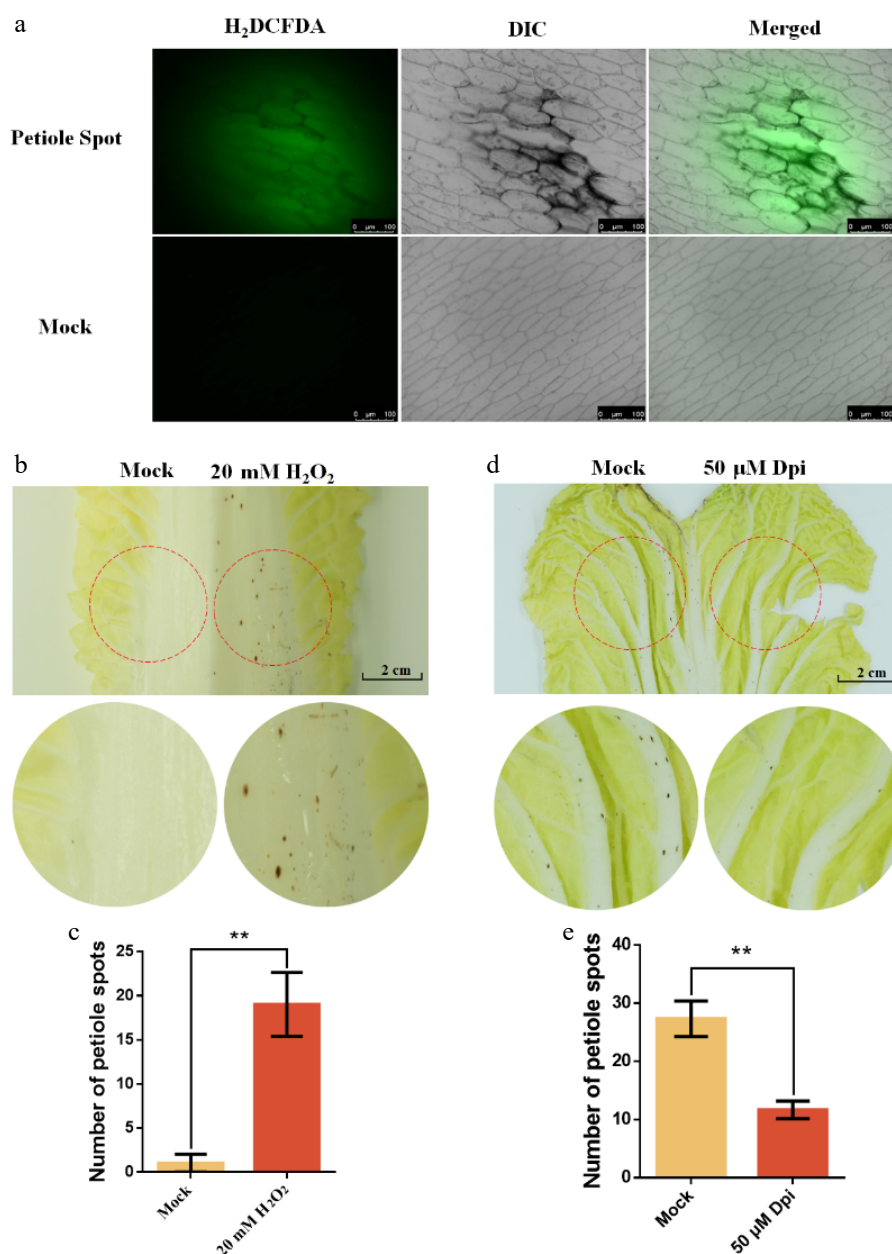 a
H₂DCFDA DIC Merged
Petiole Spot
0 µm 100
0 µm 100
0 µm 100
Mock
0 µm 100
0 µm 100
0 µm 100
b
Mock 20 mM H₂O₂
2 cm
d
Mock 50 µM Dpi
2 cm
c
Number of petiole spots
25
20
15
10
5
0
**
Mock
20 mM H₂O₂
e
Number of petiole spots
40
30
20
10
0
**
Mock
50 µM Dpi